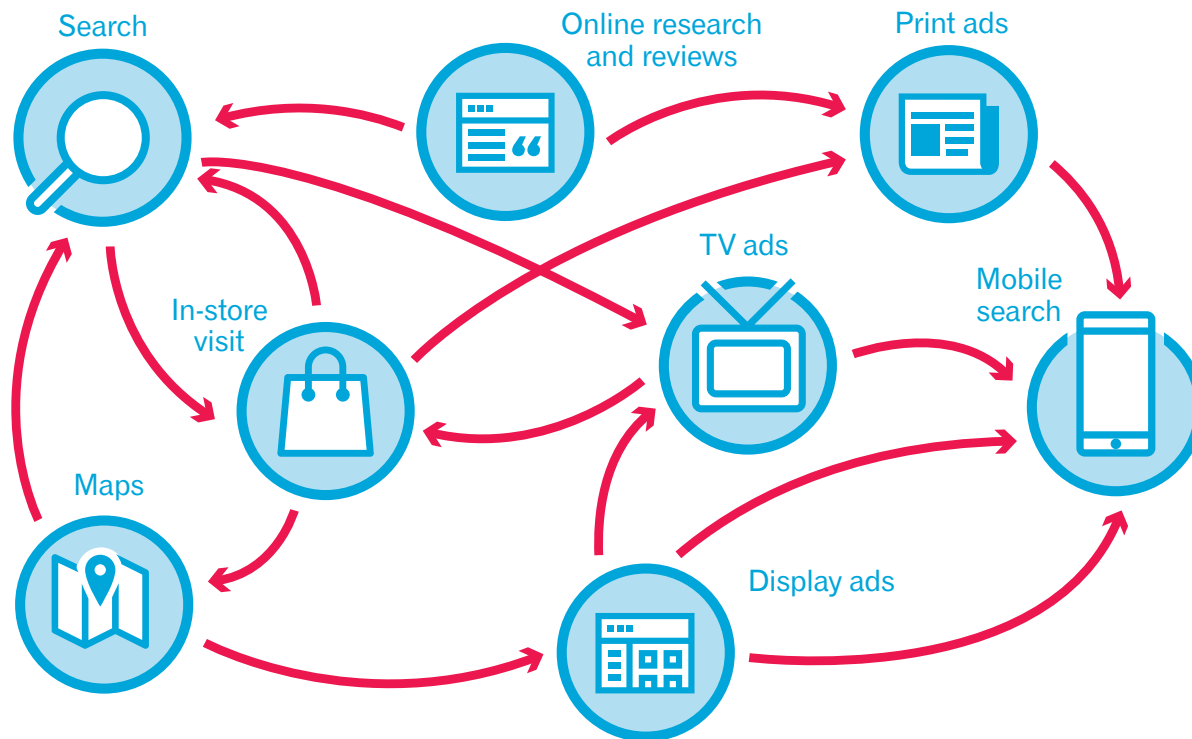 Search
Online research
and reviews
Print ads
TV ads
Mobile
search
In-store
visit
Maps
Display ads